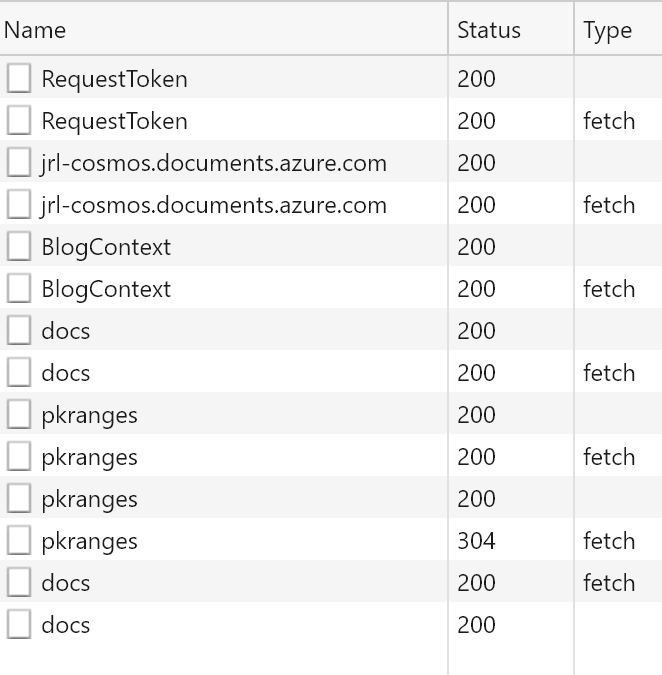 Name Status Type
RequestToken 200
RequestToken 200 fetch
jrl-cosmos.documents.azure.com 200
jrl-cosmos.documents.azure.com 200 fetch
BlogContext 200
BlogContext 200 fetch
docs 200
docs 200 fetch
pkranges 200
pkranges 200 fetch
pkranges 200
pkranges 304 fetch
docs 200 fetch
docs 200